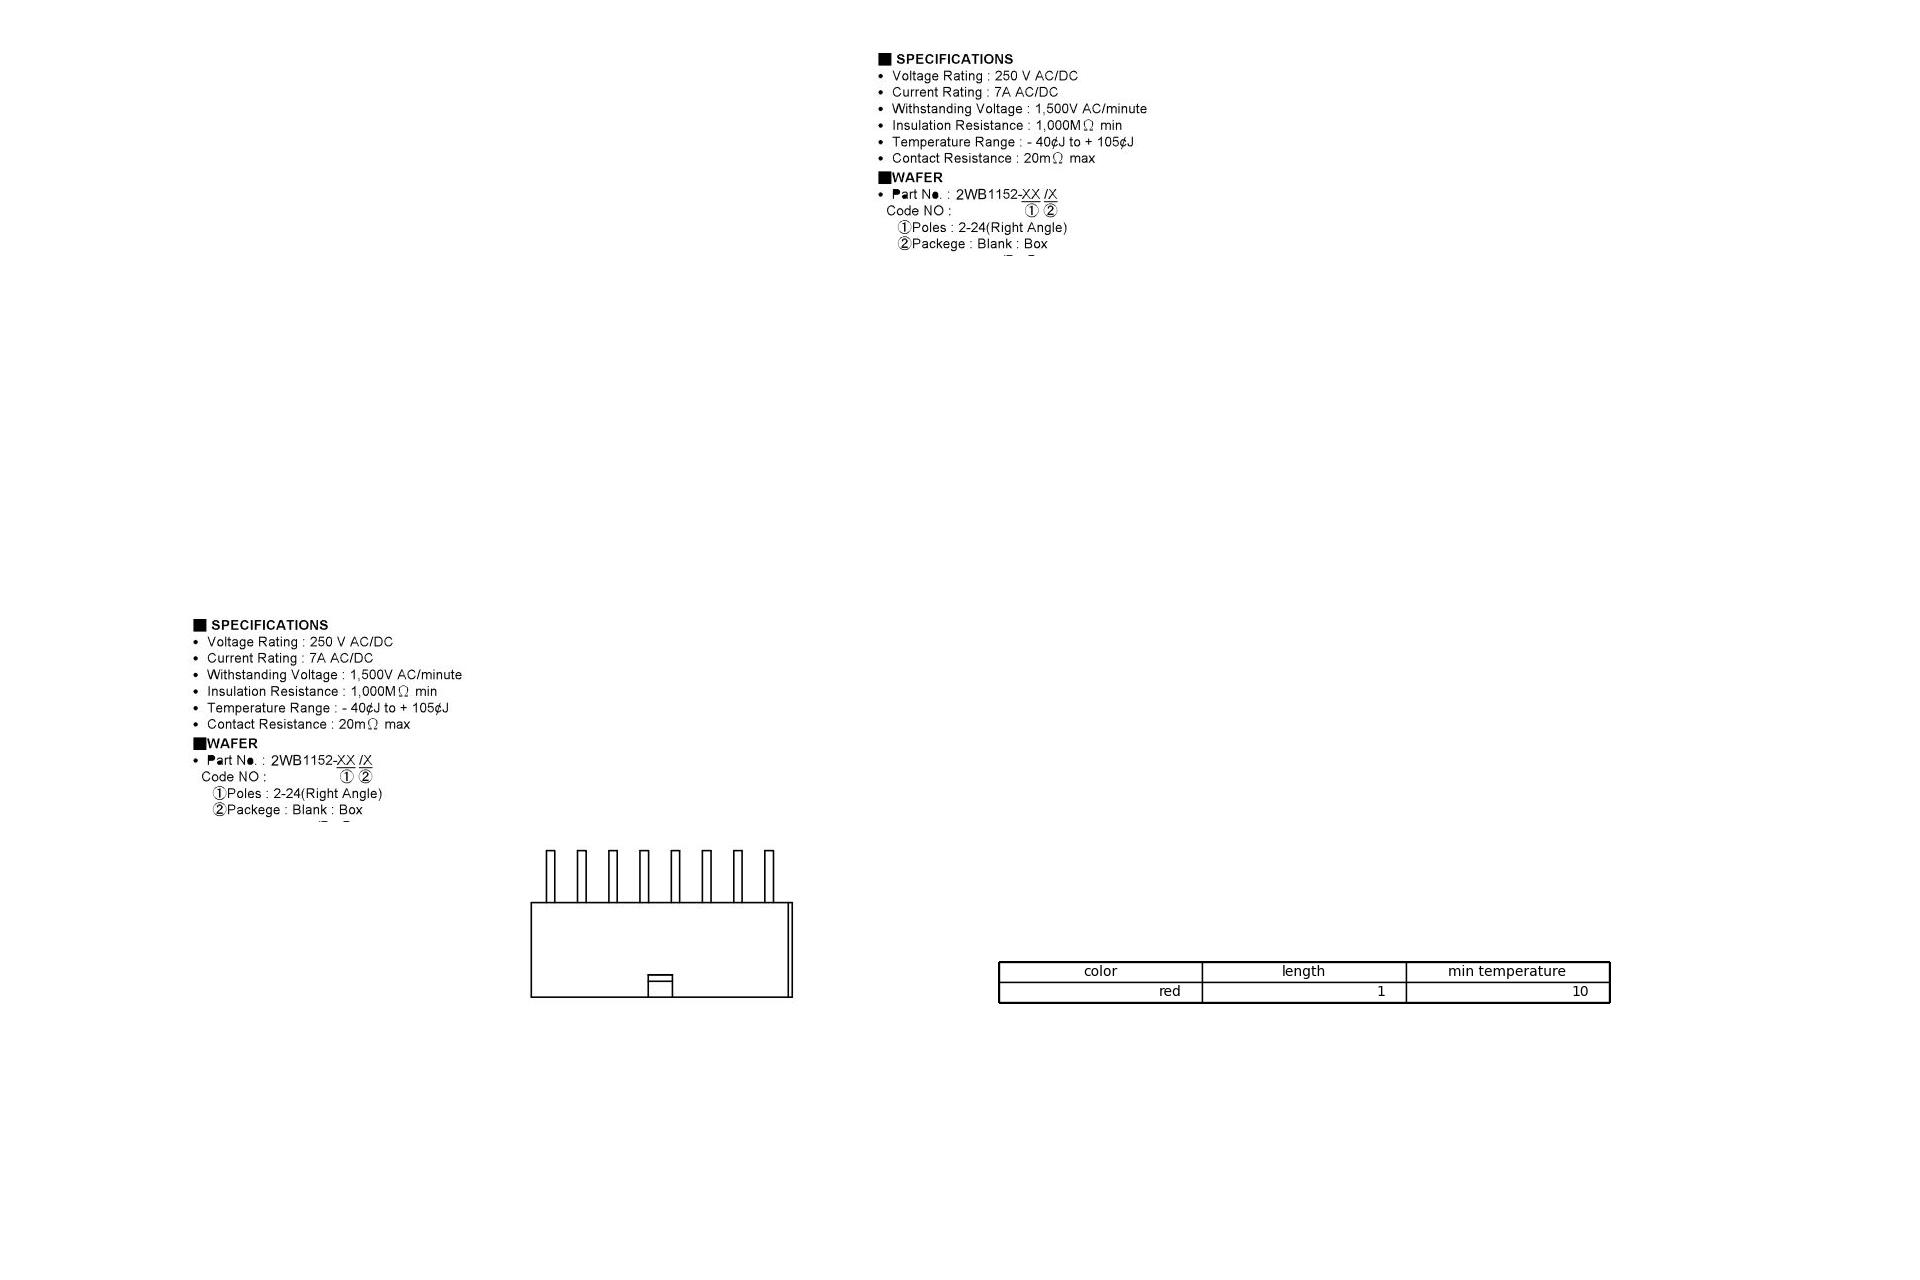 ■ SPECIFICATIONS
• Voltage Rating : 250 V AC/DC
• Current Rating : 7A AC/DC
• Withstanding Voltage : 1,500V AC/minute
• Insulation Resistance : 1,000MΩ min
• Temperature Range : - 40¢J to + 105¢J
• Contact Resistance : 20mΩ max
■WAFER
• Part No. : 2WB1152-XX /X
Code NO : ① ②
①Poles : 2-24(Right Angle)
②Packege : Blank : Box
■ SPECIFICATIONS
• Voltage Rating : 250 V AC/DC
• Current Rating : 7A AC/DC
• Withstanding Voltage : 1,500V AC/minute
• Insulation Resistance : 1,000MΩ min
• Temperature Range : - 40¢J to + 105¢J
• Contact Resistance : 20mΩ max
■WAFER
• Part No. : 2WB1152-XX /X
Code NO : ① ②
①Poles : 2-24(Right Angle)
②Packege : Blank : Box
color length min temperature
red 1 10